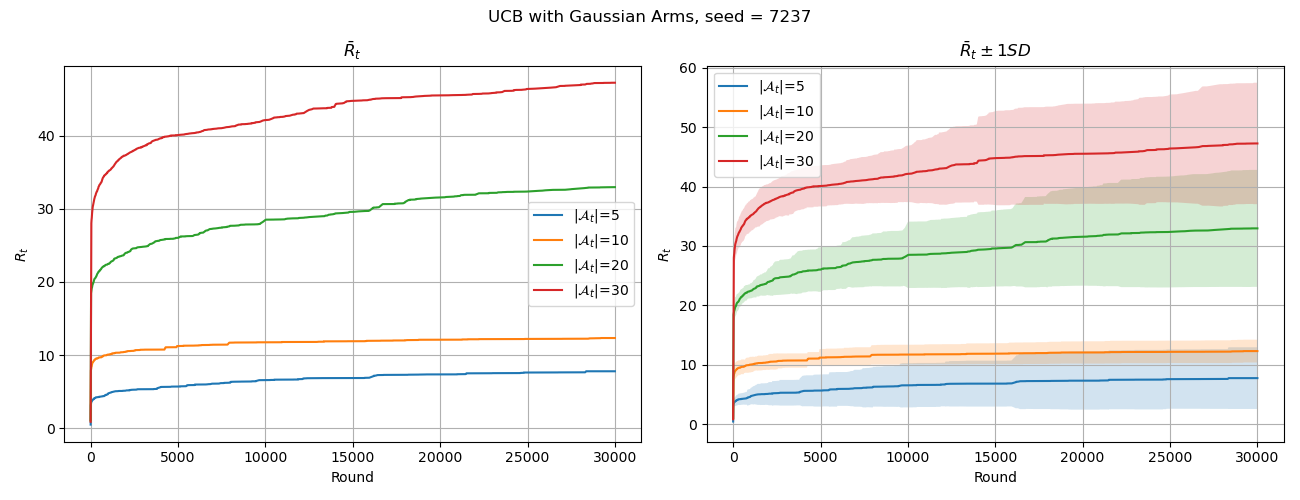 UCB with Gaussian Arms, seed = 7237
R̄ₜ
Rₜ
40
30
20
10
0
|𝒜ₜ|=5
|𝒜ₜ|=10
|𝒜ₜ|=20
|𝒜ₜ|=30
0 5000 10000 15000 20000 25000 30000
Round
R̄ₜ ± 1SD
Rₜ
60
50
40
30
20
10
0
|𝒜ₜ|=5
|𝒜ₜ|=10
|𝒜ₜ|=20
|𝒜ₜ|=30
0 5000 10000 15000 20000 25000 30000
Round